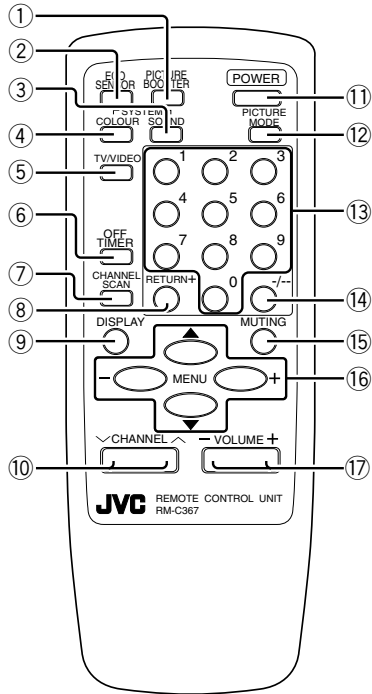 ①
②
③
④
⑤
⑥
⑦
⑧
⑨
⑩
ECO SENSOR
PICTURE BOOSTER
POWER
SYSTEM
COLOUR
SOUND
PICTURE MODE
TV/VIDEO
1
2
3
4
5
6
OFF TIMER
7
8
9
CHANNEL SCAN
RETURN+
0
-/--
DISPLAY
MUTING
▲
− MENU +
▼
CHANNEL
− VOLUME +
JVC
REMOTE CONTROL UNIT
RM-C367
⑪
⑫
⑬
⑭
⑮
⑯
⑰